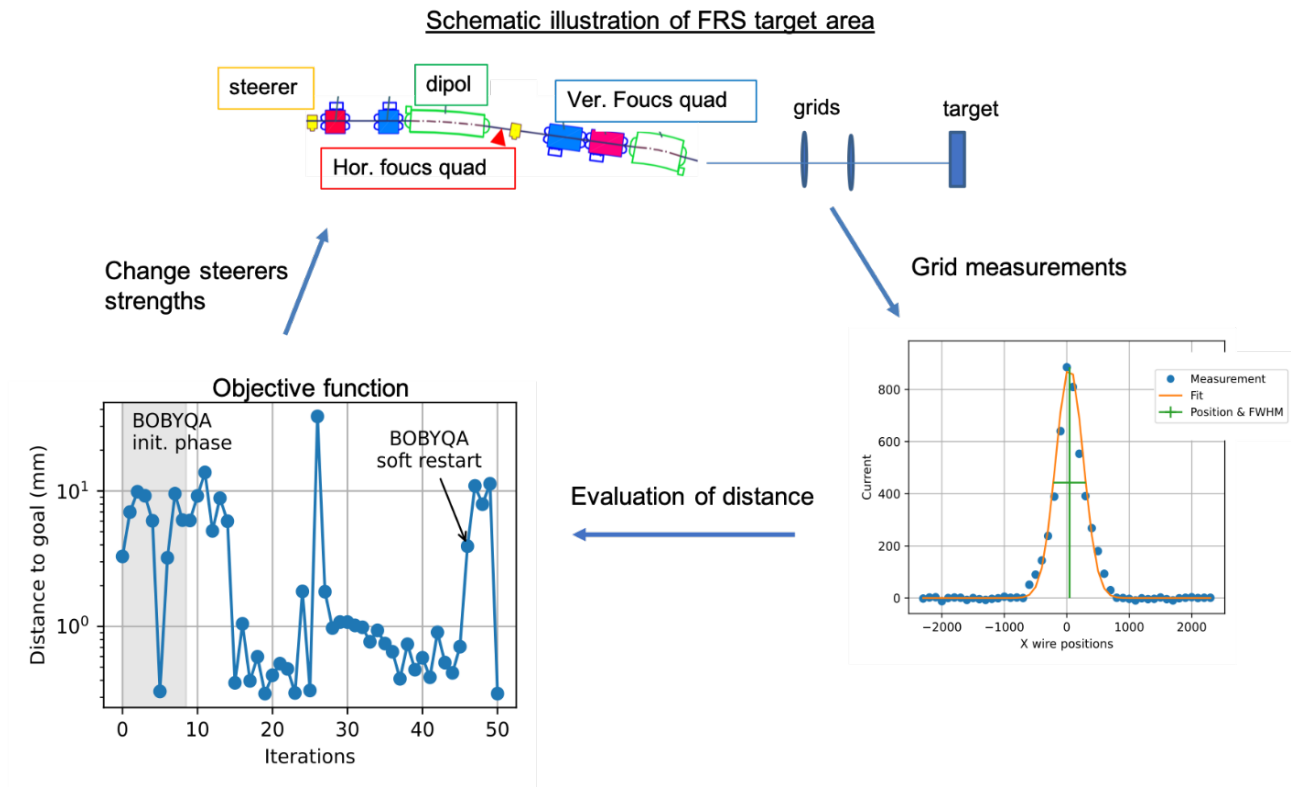 Schematic illustration of FRS target area
steerer
dipol
Ver. Foucs quad
grids
target
Hor. foucs quad
Change steerers
strengths
Grid measurements
Objective function
BOBYQA
init. phase
BOBYQA
soft restart
Distance to goal (mm)
10¹
10⁰
0
10
20
30
40
50
Iterations
Evaluation of distance
Measurement
Fit
Position & FWHM
Current
800
600
400
200
0
−2000
−1000
0
1000
2000
X wire positions